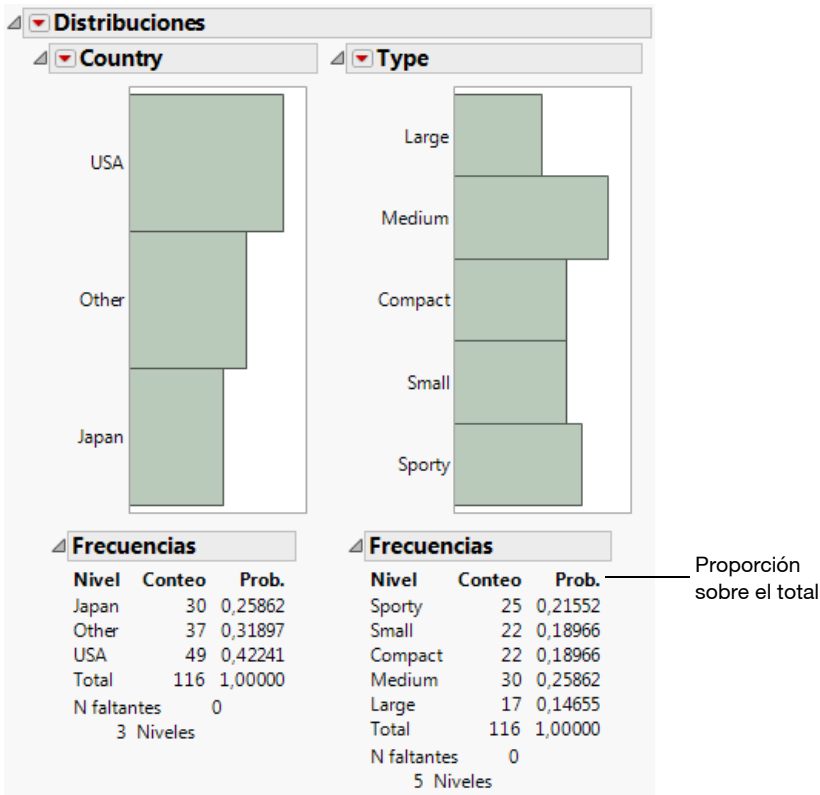 Distribuciones
Country
USA
Other
Japan
Frecuencias
Nivel Conteo Prob.
Japan 30 0,25862
Other 37 0,31897
USA 49 0,42241
Total 116 1,00000
N faltantes 0
3 Niveles
Type
Large
Medium
Compact
Small
Sporty
Frecuencias
Nivel Conteo Prob.
Sporty 25 0,21552
Small 22 0,18966
Compact 22 0,18966
Medium 30 0,25862
Large 17 0,14655
Total 116 1,00000
N faltantes 0
5 Niveles
Proporción
sobre el total